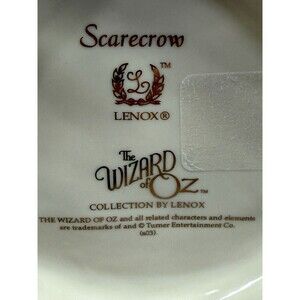 Scarecrow
L ™
LENOX®
The
WIZARD
of OZ ™
COLLECTION BY LENOX
THE WIZARD OF OZ and all related characters and elements
are trademarks of and © Turner Entertainment Co.
(s03)